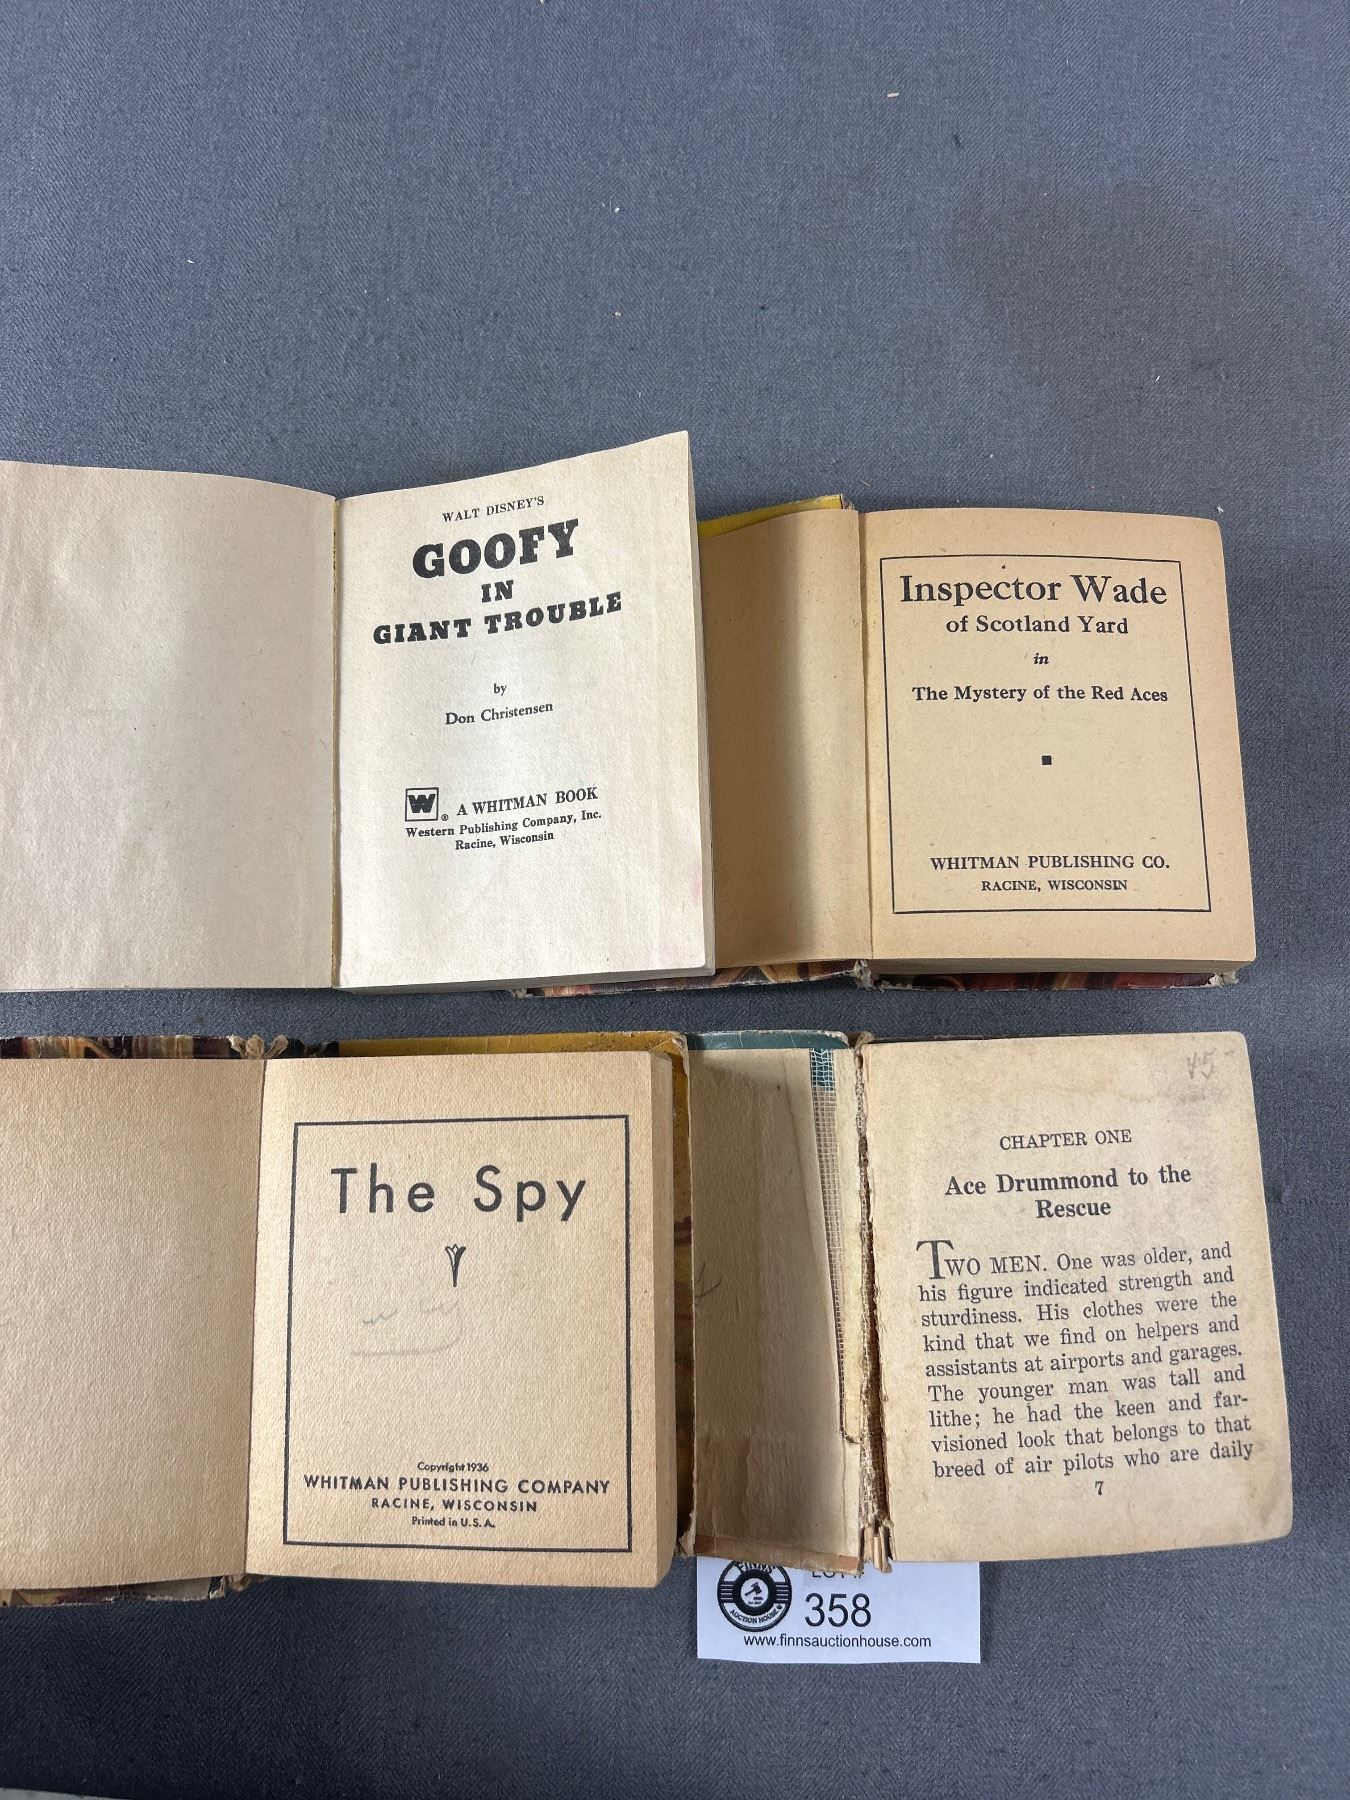 WALT DISNEY'S
GOOFY
IN
GIANT TROUBLE
by
Don Christensen
W ® A WHITMAN BOOK
Western Publishing Company, Inc.
Racine, Wisconsin
Inspector Wade
of Scotland Yard
in
The Mystery of the Red Aces
WHITMAN PUBLISHING CO.
RACINE, WISCONSIN
The Spy
Copyright 1936
WHITMAN PUBLISHING COMPANY
RACINE, WISCONSIN
Printed in U.S.A.
CHAPTER ONE
Ace Drummond to the
Rescue
TWO MEN. One was older, and
his figure indicated strength and
sturdiness. His clothes were the
kind that we find on helpers and
assistants at airports and garages.
The younger man was tall and
lithe; he had the keen and far-
visioned look that belongs to that
breed of air pilots who are daily
7
FINNS
AUCTION HOUSE
LOT#
358
www.finnsauctionhouse.com